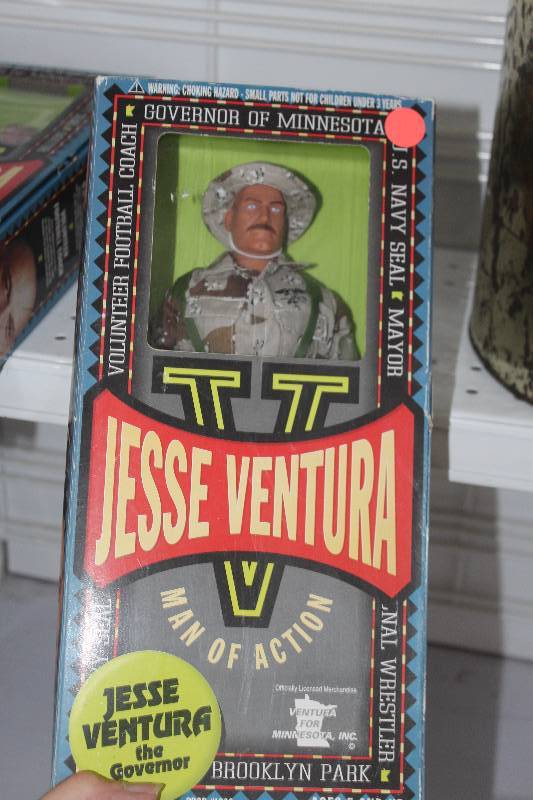 WARNING: CHOKING HAZARD - SMALL PARTS NOT FOR CHILDREN UNDER 3 YEARS
GOVERNOR OF MINNESOTA
VOLUNTEER FOOTBALL COACH
U.S. NAVY SEAL MAYOR
JESSE VENTURA
V
MAN OF ACTION
Officially Licensed Merchandise
VENTURA
FOR
MINNESOTA, INC.
©
JESSE
VENTURA
the
Governor
BROOKLYN PARK
WRESTLER